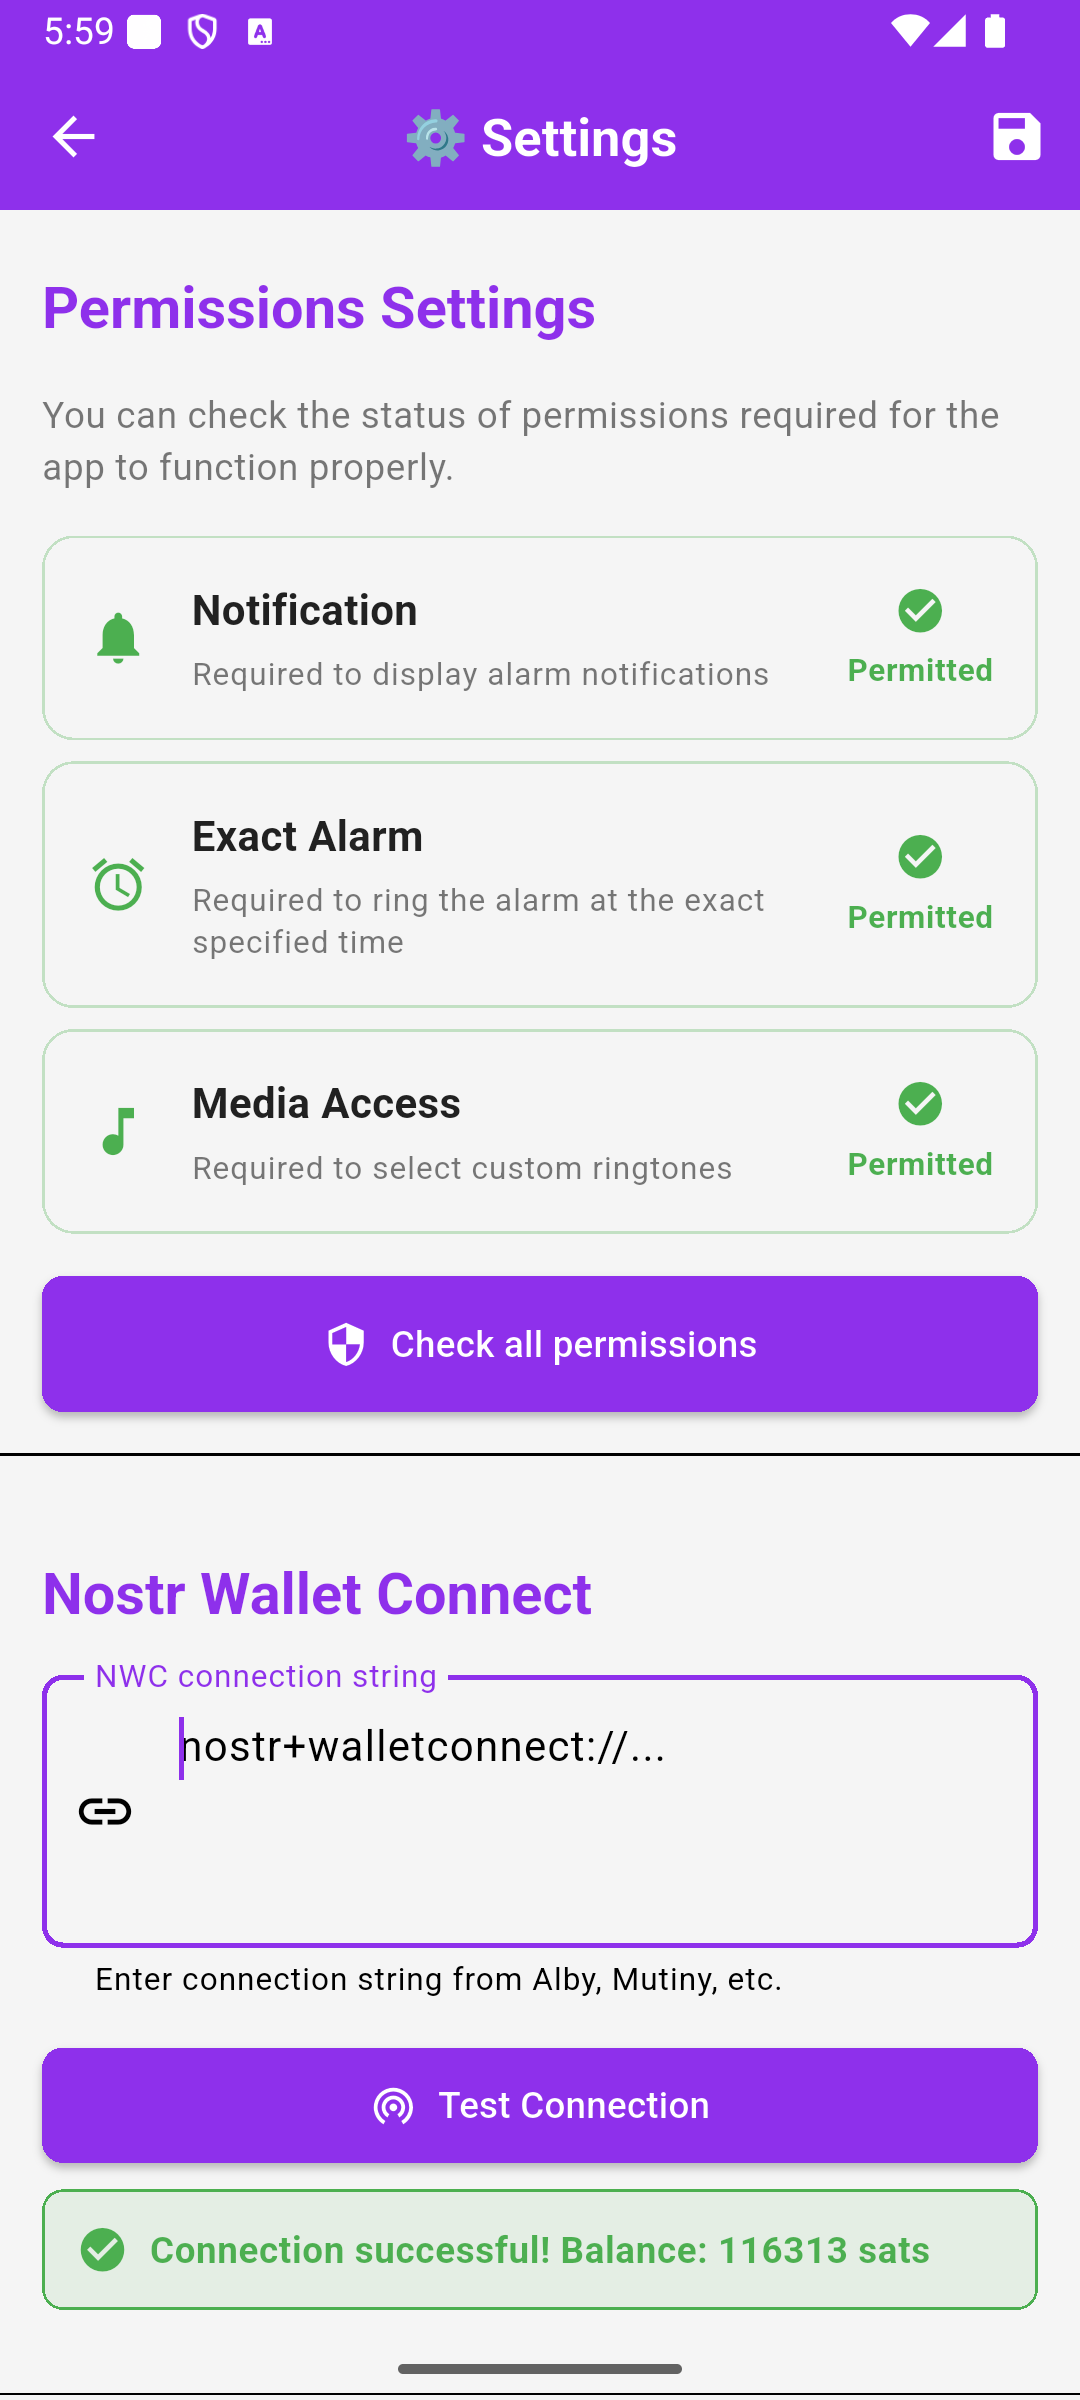 5:59
Settings
Permissions Settings
You can check the status of permissions required for the
app to function properly.
Notification
Required to display alarm notifications
Permitted
Exact Alarm
Required to ring the alarm at the exact
specified time
Permitted
Media Access
Required to select custom ringtones
Permitted
Check all permissions
Nostr Wallet Connect
NWC connection string
nostr+walletconnect://...
Enter connection string from Alby, Mutiny, etc.
Test Connection
Connection successful! Balance: 116313 sats